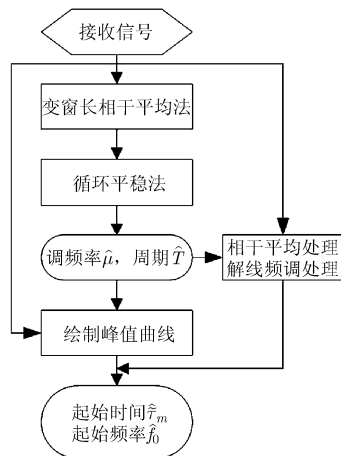 接收信号
变窗长相干平均法
循环平稳法
调频率μ̂，周期T̂
相干平均处理
解线频调处理
绘制峰值曲线
起始时间τ̂̂ₘ
起始频率f̂₀